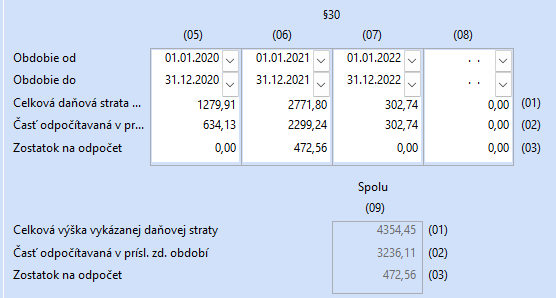 §30
(05) (06) (07) (08)
Obdobie od 01.01.2020 01.01.2021 01.01.2022 . .
Obdobie do 31.12.2020 31.12.2021 31.12.2022 . .
Celková daňová strata ... 1279,91 2771,80 302,74 0,00 (01)
Časť odpočítavaná v pr... 634,13 2299,24 302,74 0,00 (02)
Zostatok na odpočet 0,00 472,56 0,00 0,00 (03)
Spolu
(09)
Celková výška vykázanej daňovej straty 4354,45 (01)
Časť odpočítavaná v prísl. zd. období 3236,11 (02)
Zostatok na odpočet 472,56 (03)